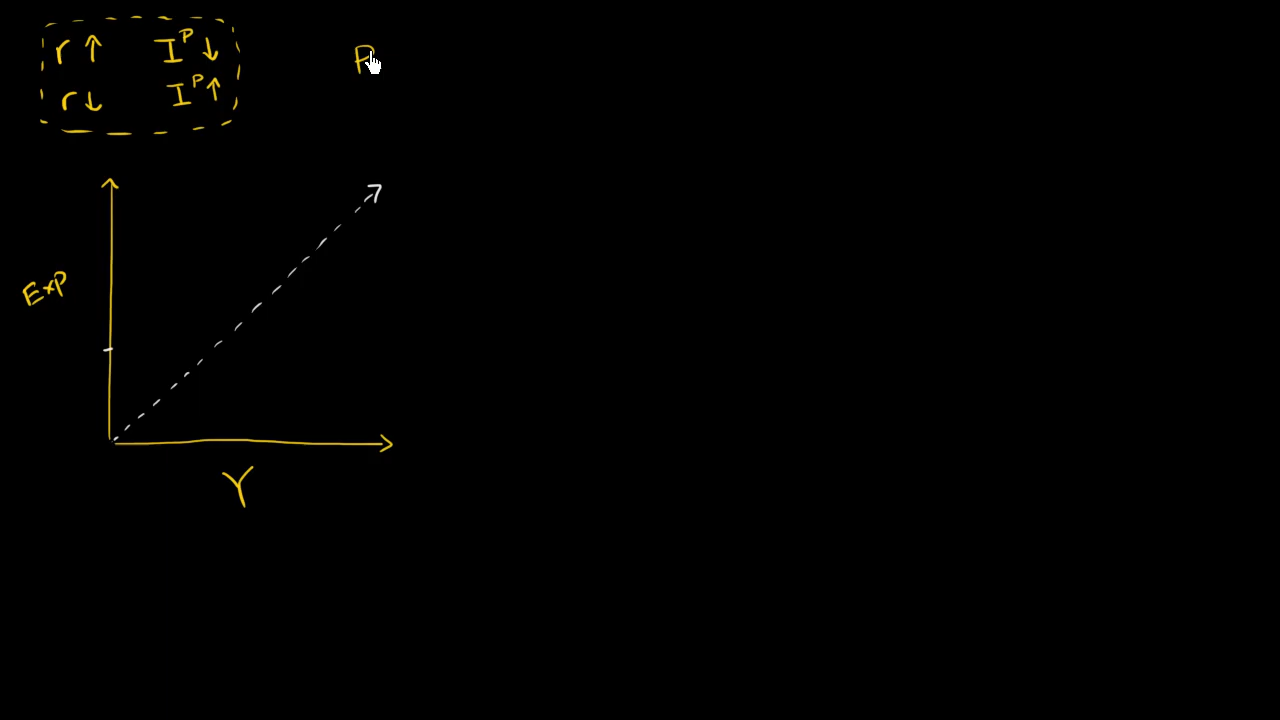 r ↑ I^P ↓
r ↓ I^P ↑
P
Exp
Y